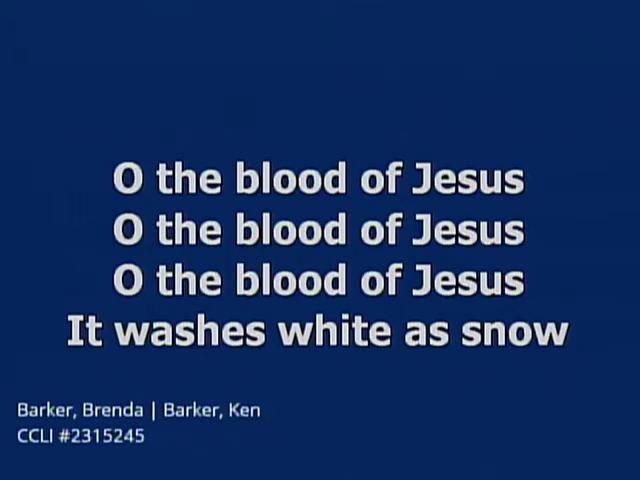 O the blood of Jesus
O the blood of Jesus
O the blood of Jesus
It washes white as snow
Barker, Brenda | Barker, Ken
CCLI #2315245